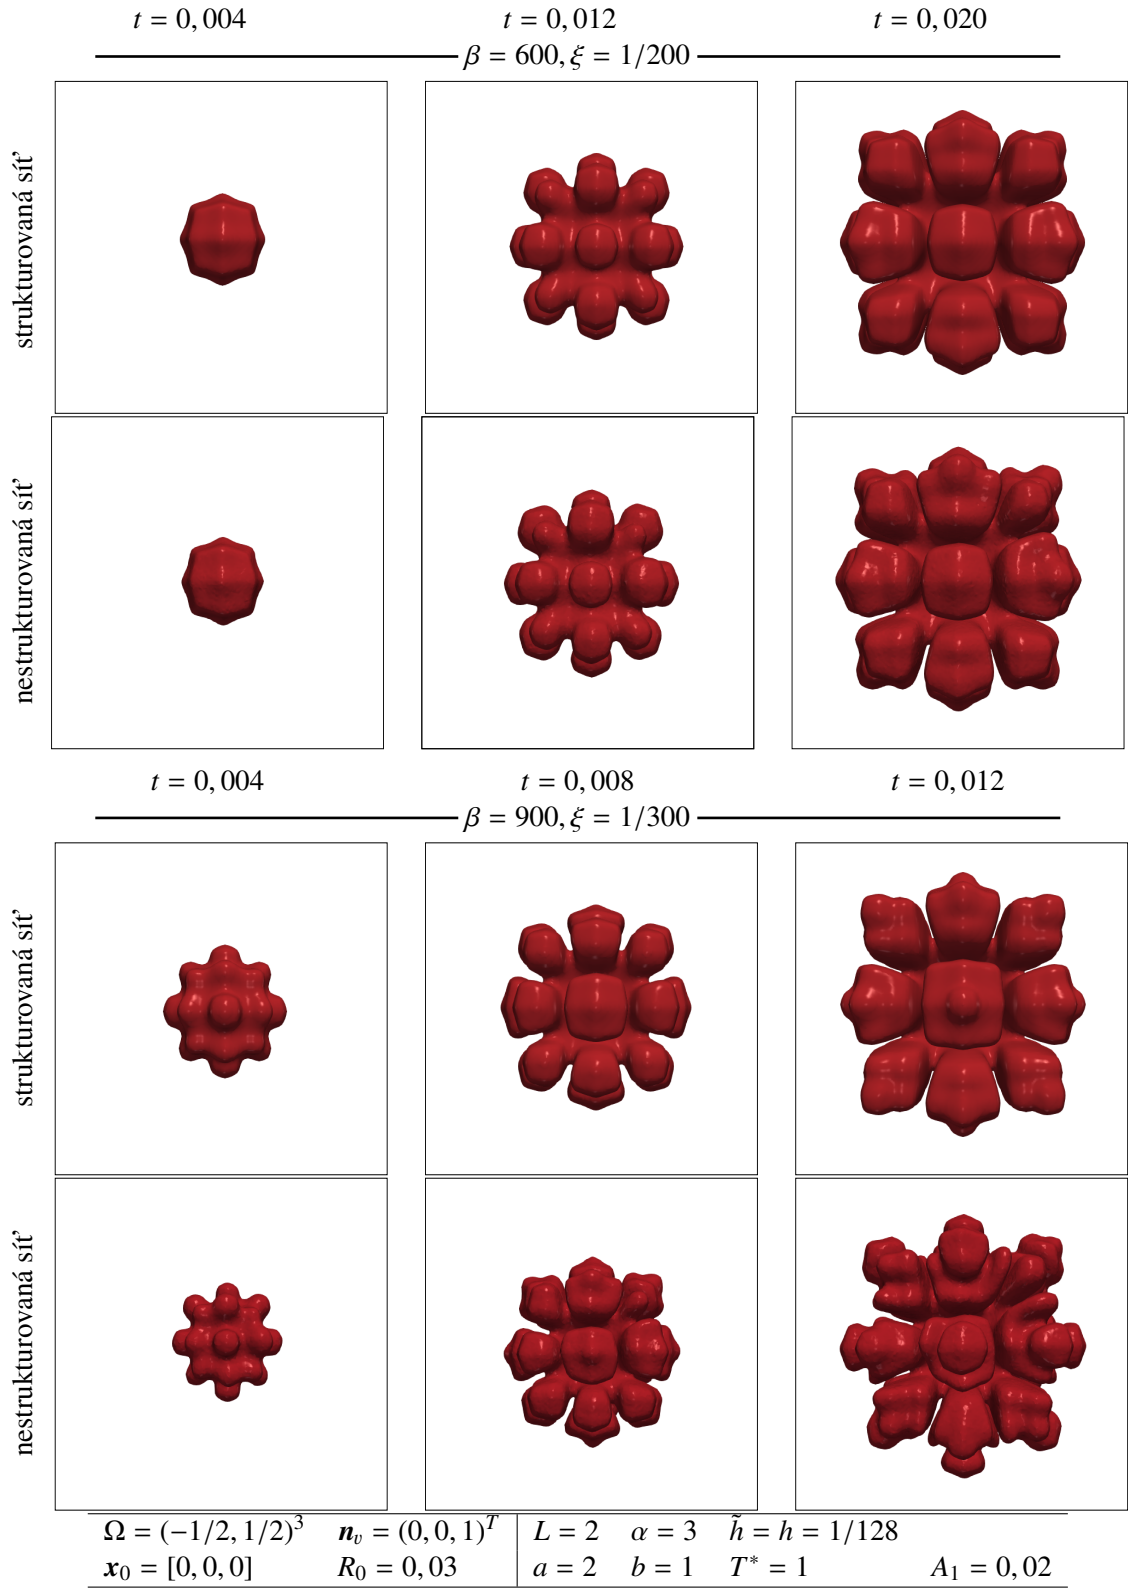 t = 0, 004 t = 0, 012 t = 0, 020
β = 600, ξ = 1/200
strukturovaná síť
nestrukturovaná síť
t = 0, 004 t = 0, 008 t = 0, 012
β = 900, ξ = 1/300
strukturovaná síť
nestrukturovaná síť
Ω = (−1/2, 1/2)³ nᵥ = (0, 0, 1)ᵀ L = 2 α = 3 h̃ = h = 1/128
x₀ = [0, 0, 0] R₀ = 0, 03 a = 2 b = 1 T* = 1 A₁ = 0, 02